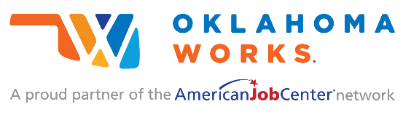 OKLAHOMA
WORKS.
A proud partner of the AmericanJobCenter® network